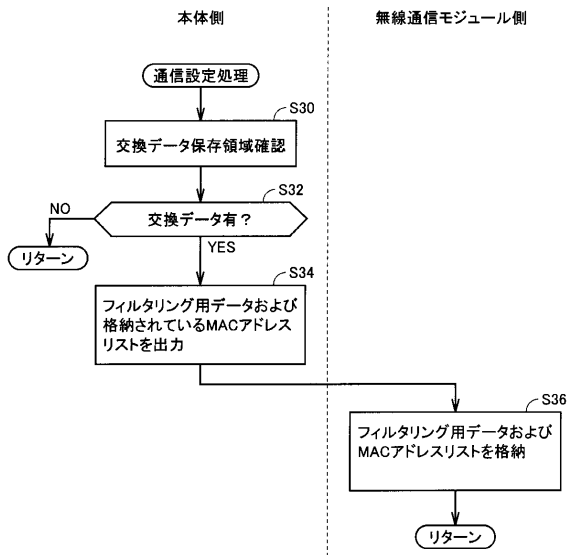 本体側
無線通信モジュール側
通信設定処理
S30
交換データ保存領域確認
S32
交換データ有？
NO
リターン
YES
S34
フィルタリング用データおよび
格納されているMACアドレス
リストを出力
S36
フィルタリング用データおよび
MACアドレスリストを格納
リターン